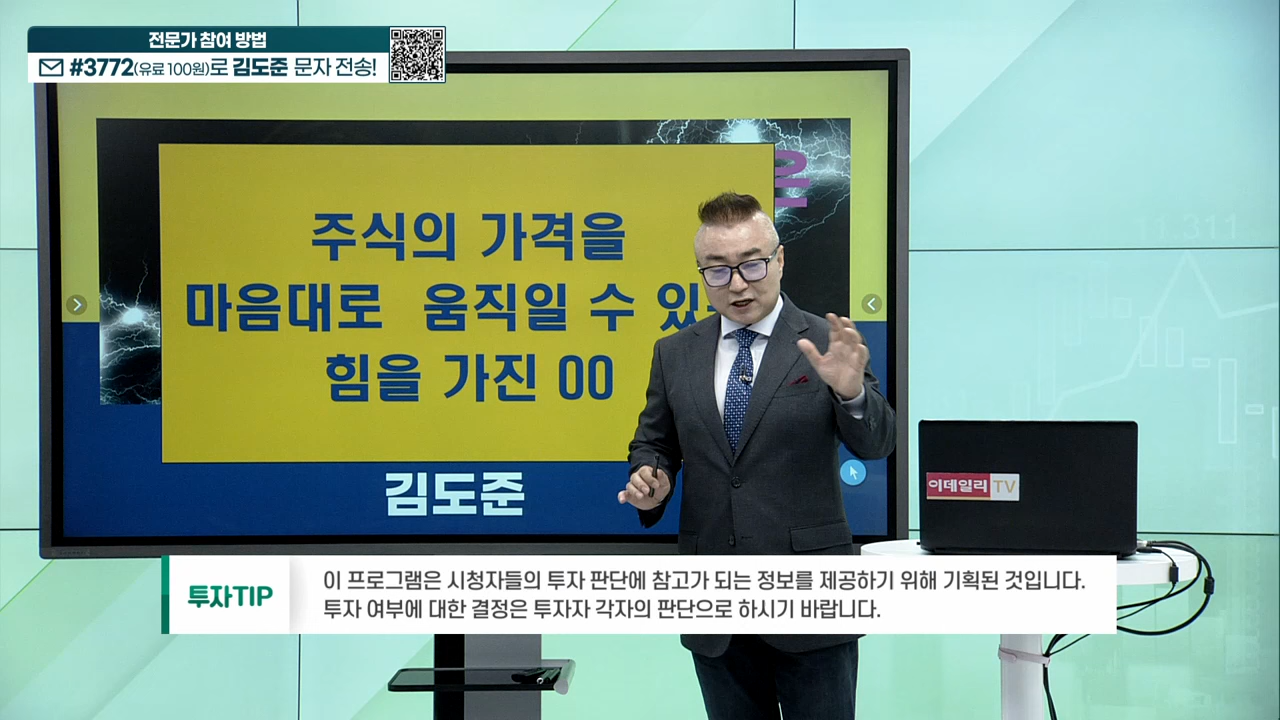 전문가 참여 방법
#3772(유료 100원)로 김도준 문자 전송!
은
주식의 가격을
마음대로 움직일 수 있
힘을 가진 00
김도준
이데일리TV
투자TIP
이 프로그램은 시청자들의 투자 판단에 참고가 되는 정보를 제공하기 위해 기획된 것입니다.
투자 여부에 대한 결정은 투자자 각자의 판단으로 하시기 바랍니다.